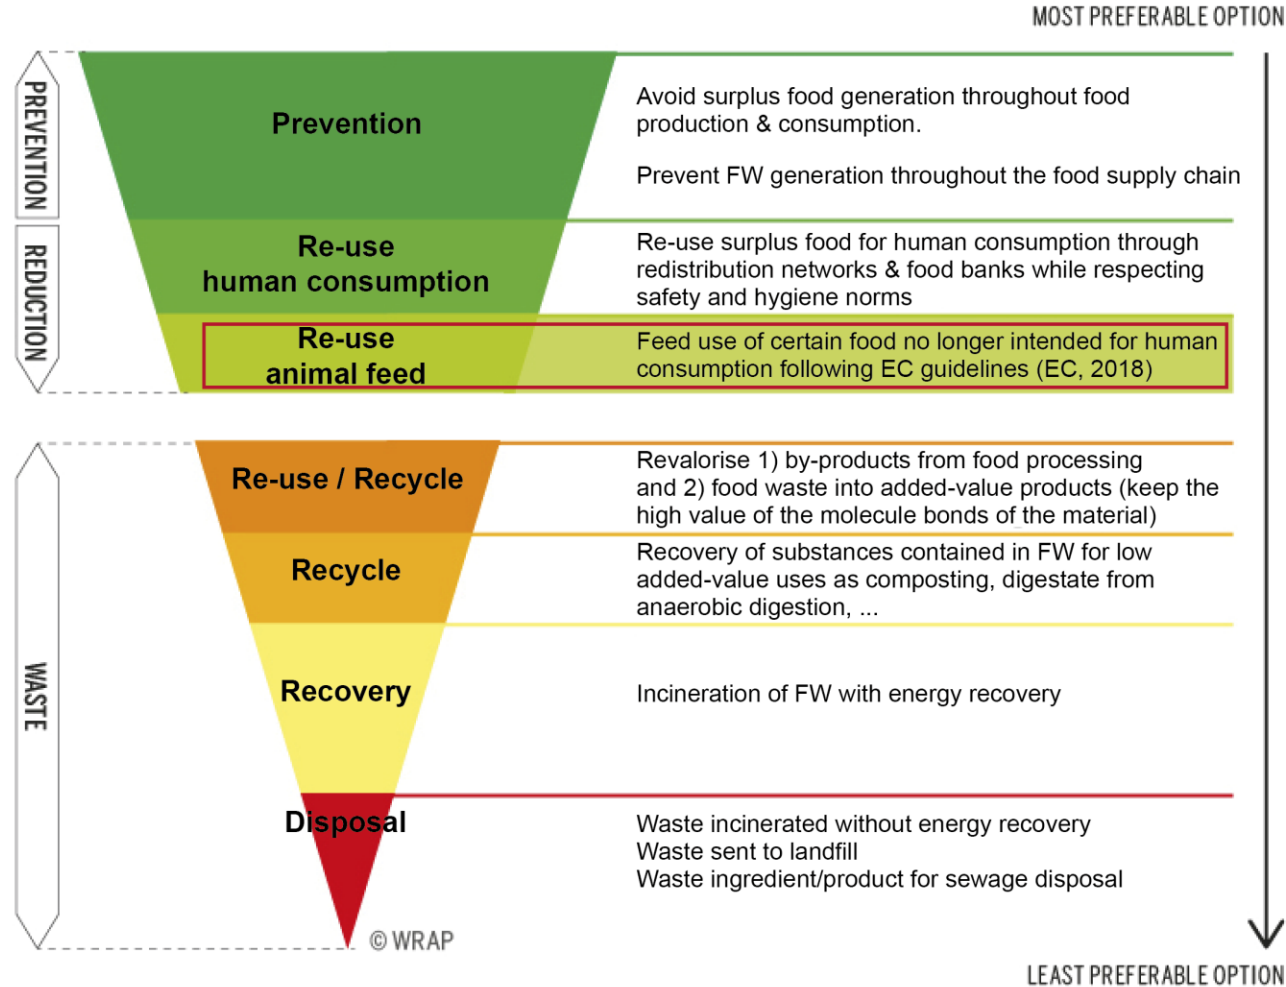 MOST PREFERABLE OPTION
PREVENTION
Prevention
Avoid surplus food generation throughout food
production & consumption.
Prevent FW generation throughout the food supply chain
REDUCTION
Re-use
human consumption
Re-use surplus food for human consumption through
redistribution networks & food banks while respecting
safety and hygiene norms
Re-use
animal feed
Feed use of certain food no longer intended for human
consumption following EC guidelines (EC, 2018)
WASTE
Re-use / Recycle
Revalorise 1) by-products from food processing
and 2) food waste into added-value products (keep the
high value of the molecule bonds of the material)
Recycle
Recovery of substances contained in FW for low
added-value uses as composting, digestate from
anaerobic digestion, ...
Recovery
Incineration of FW with energy recovery
Disposal
Waste incinerated without energy recovery
Waste sent to landfill
Waste ingredient/product for sewage disposal
© WRAP
LEAST PREFERABLE OPTION